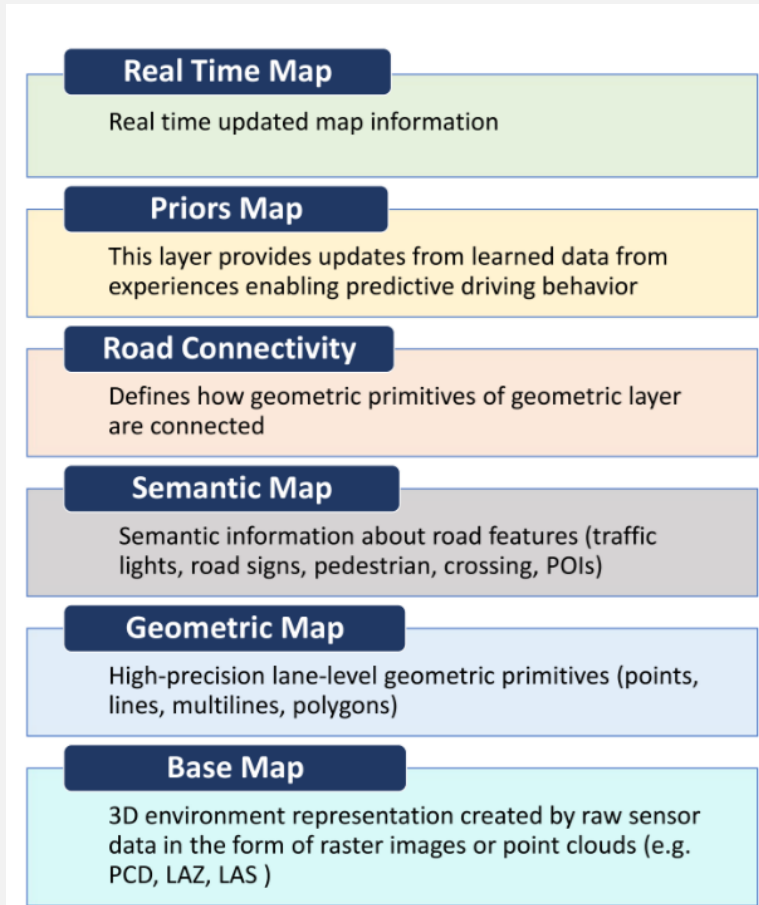 Real Time Map
Real time updated map information
Priors Map
This layer provides updates from learned data from
experiences enabling predictive driving behavior
Road Connectivity
Defines how geometric primitives of geometric layer
are connected
Semantic Map
Semantic information about road features (traffic
lights, road signs, pedestrian, crossing, POIs)
Geometric Map
High-precision lane-level geometric primitives (points,
lines, multilines, polygons)
Base Map
3D environment representation created by raw sensor
data in the form of raster images or point clouds (e.g.
PCD, LAZ, LAS )